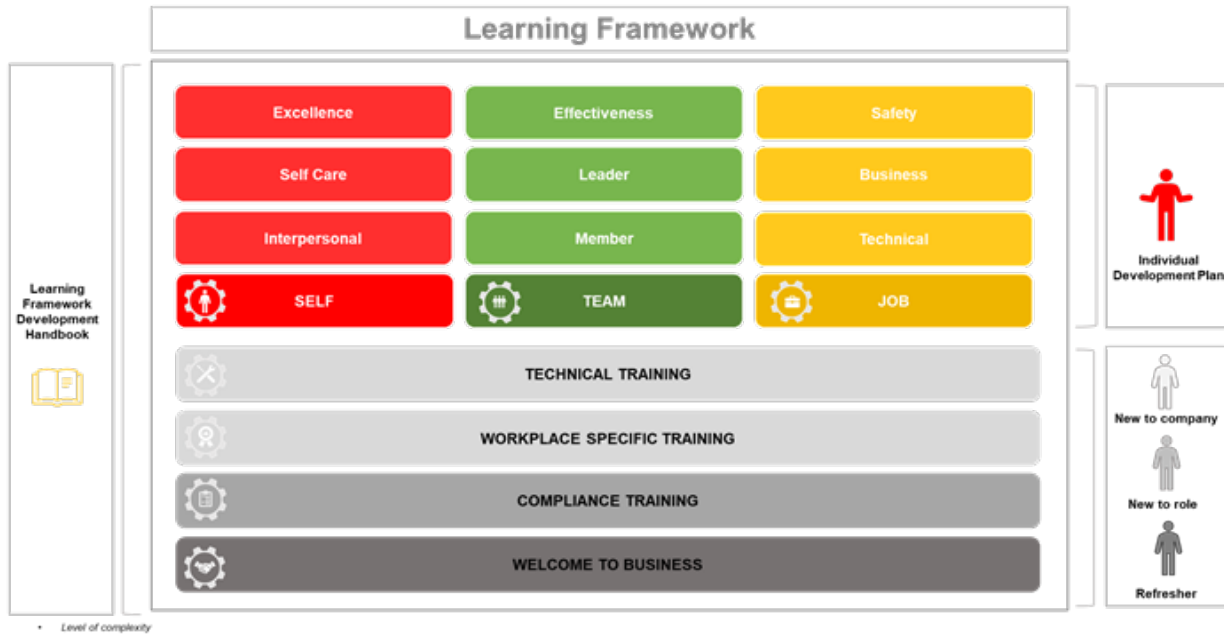 Learning Framework
Excellence
Effectiveness
Safety
Self Care
Leader
Business
Interpersonal
Member
Technical
SELF
TEAM
JOB
TECHNICAL TRAINING
WORKPLACE SPECIFIC TRAINING
COMPLIANCE TRAINING
WELCOME TO BUSINESS
Learning
Framework
Development
Handbook
Individual
Development Plan
New to company
New to role
Refresher
• Level of complexity